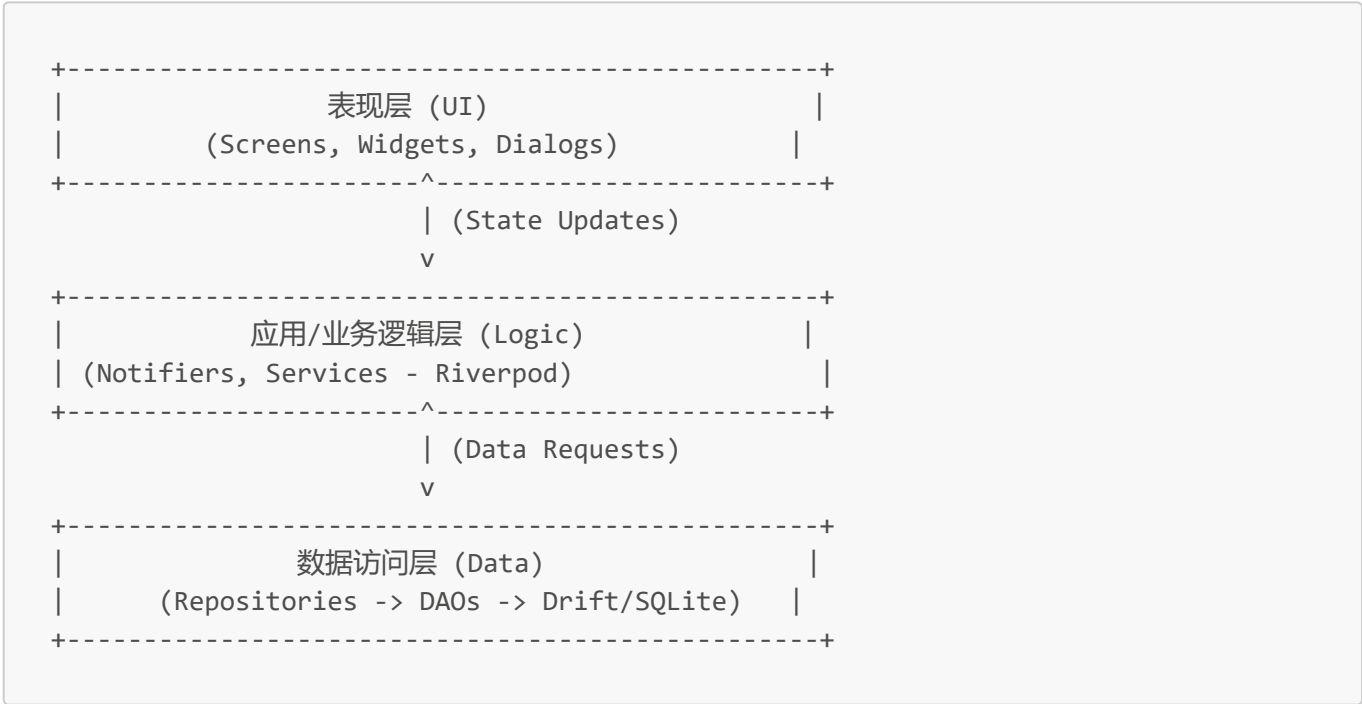 +-------------------------------------------------+
|                 表现层 (UI)                     |
|         (Screens, Widgets, Dialogs)           |
+-----------------------^-------------------------+
                        | (State Updates)
                        v
+-------------------------------------------------+
|            应用/业务逻辑层 (Logic)              |
| (Notifiers, Services - Riverpod)                |
+-----------------------^-------------------------+
                        | (Data Requests)
                        v
+-------------------------------------------------+
|               数据访问层 (Data)                 |
|      (Repositories -> DAOs -> Drift/SQLite)   |
+-------------------------------------------------+